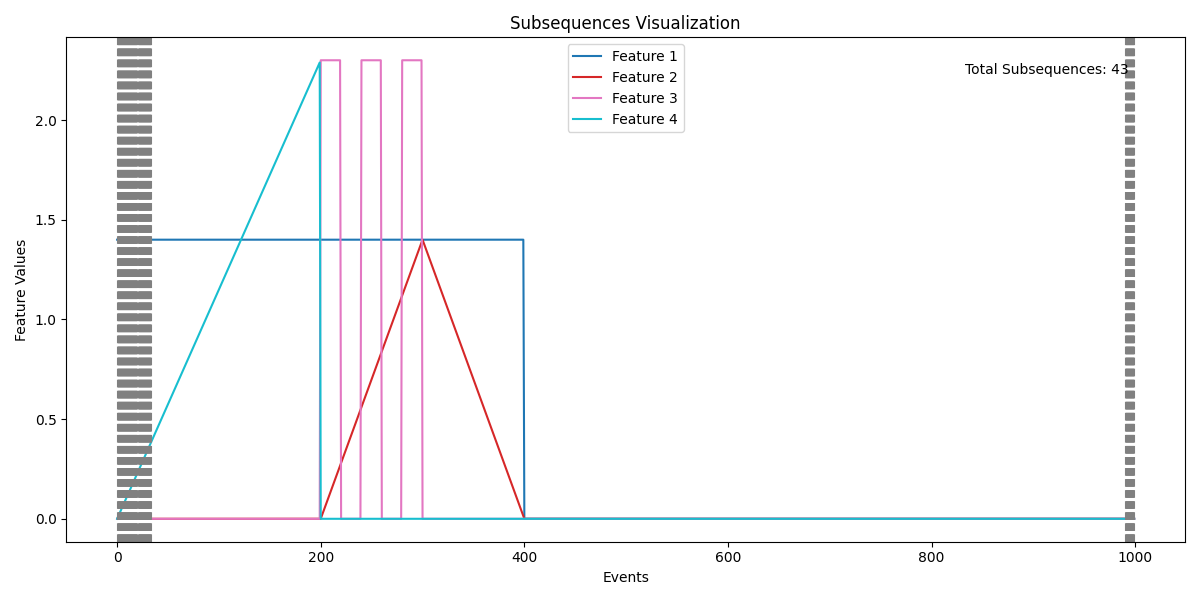 Subsequences Visualization
Feature 1
Feature 2
Feature 3
Feature 4
Total Subsequences: 43
Feature Values
2.0
1.5
1.0
0.5
0.0
0
200
400
600
800
1000
Events